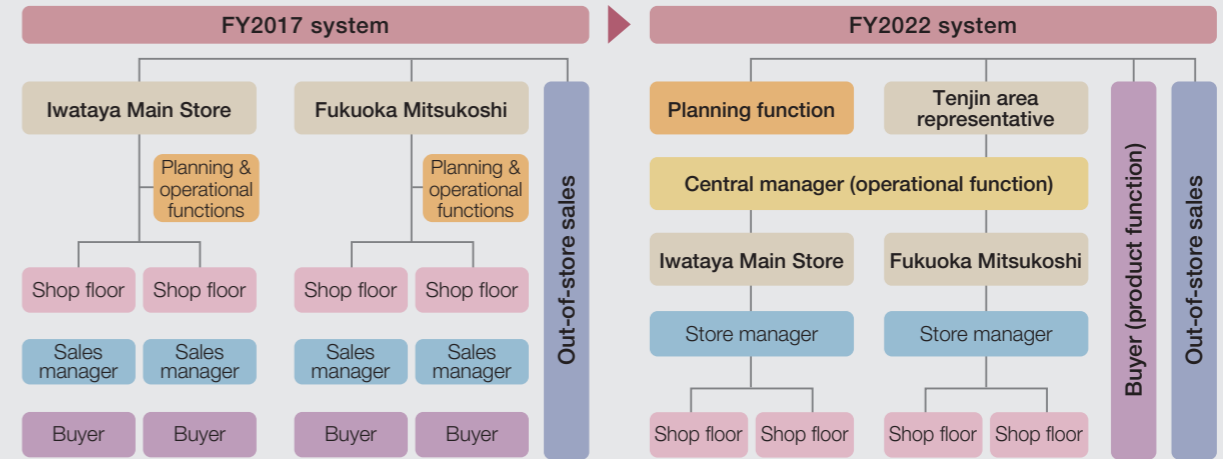 FY2017 system
Iwataya Main Store
Fukuoka Mitsukoshi
Planning &
operational
functions
Planning &
operational
functions
Shop floor
Shop floor
Shop floor
Shop floor
Sales
manager
Sales
manager
Sales
manager
Sales
manager
Buyer
Buyer
Buyer
Buyer
Out-of-store sales
FY2022 system
Planning function
Tenjin area
representative
Central manager (operational function)
Iwataya Main Store
Fukuoka Mitsukoshi
Store manager
Store manager
Shop floor
Shop floor
Shop floor
Shop floor
Buyer (product function)
Out-of-store sales